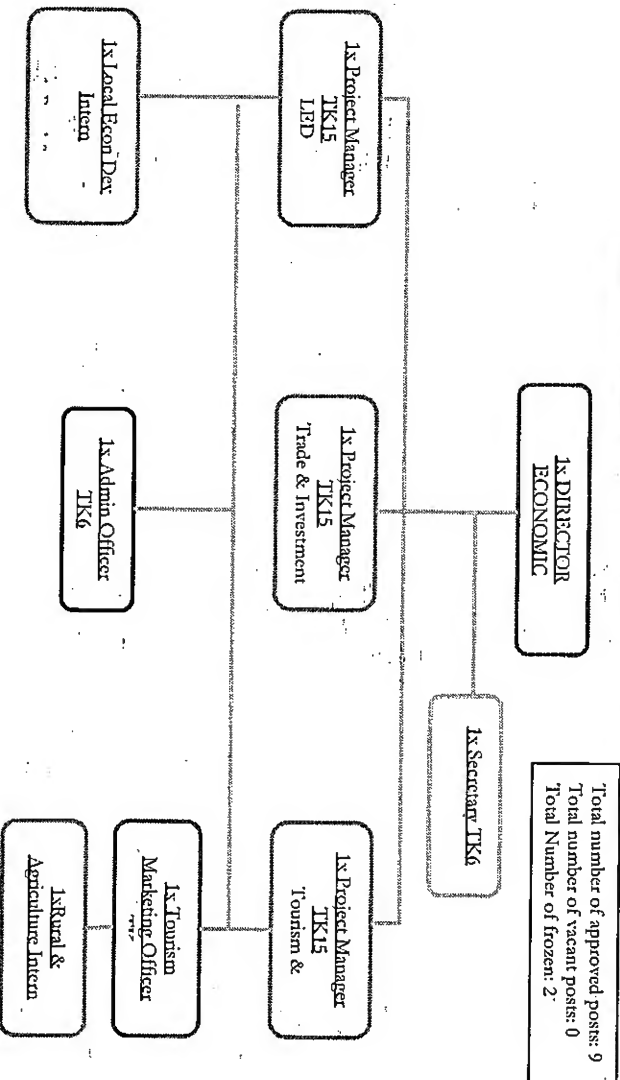 Total number of approved posts: 9
Total number of vacant posts: 0
Total Number of frozen: 2
1x DIRECTOR
ECONOMIC
1x Secretary TK6
1x Project Manager
TK15
LED
1x Project Manager
TK15
Trade & Investment
1x Project Manager
TK15
Tourism &
1x Local Econ Dev
Intern
1x Admin Officer
TK6
1x Tourism
Marketing Officer
1xRural &
Agriculture Intern